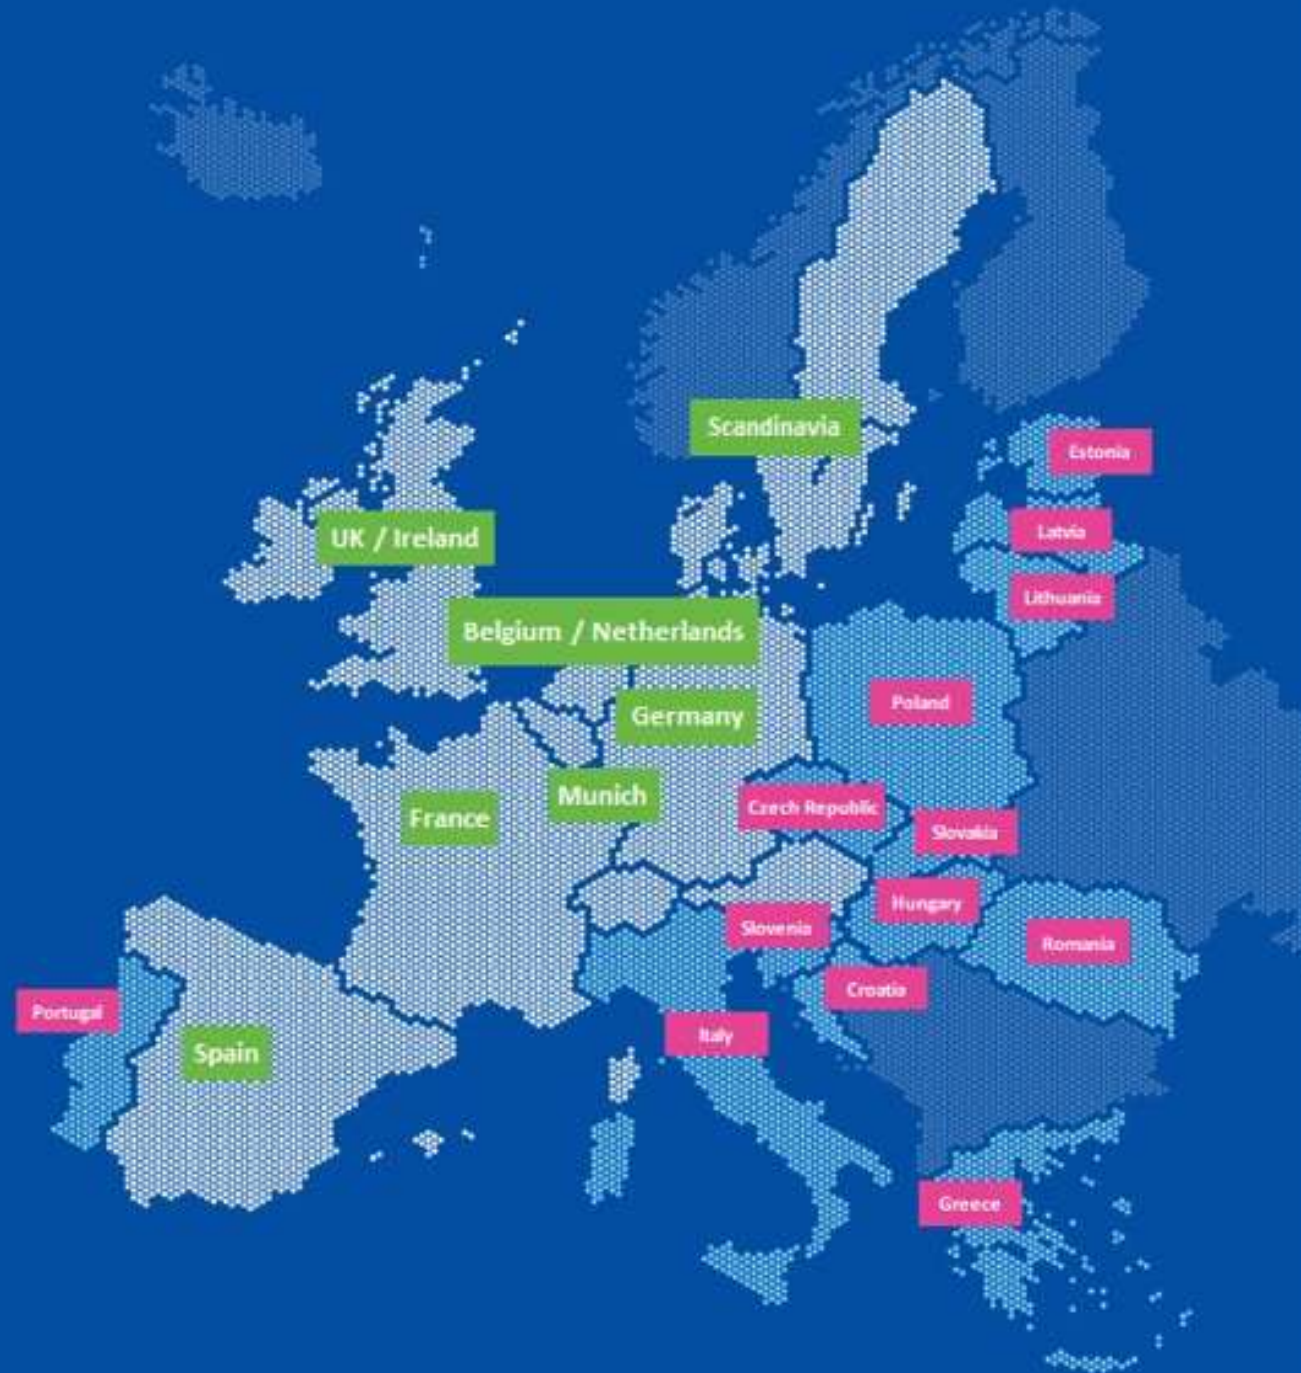 Scandinavia
Estonia
UK / Ireland
Latvia
Lithuania
Belgium / Netherlands
Poland
Germany
Munich
Czech Republic
France
Slovakia
Hungary
Slovenia
Romania
Croatia
Portugal
Italy
Spain
Greece